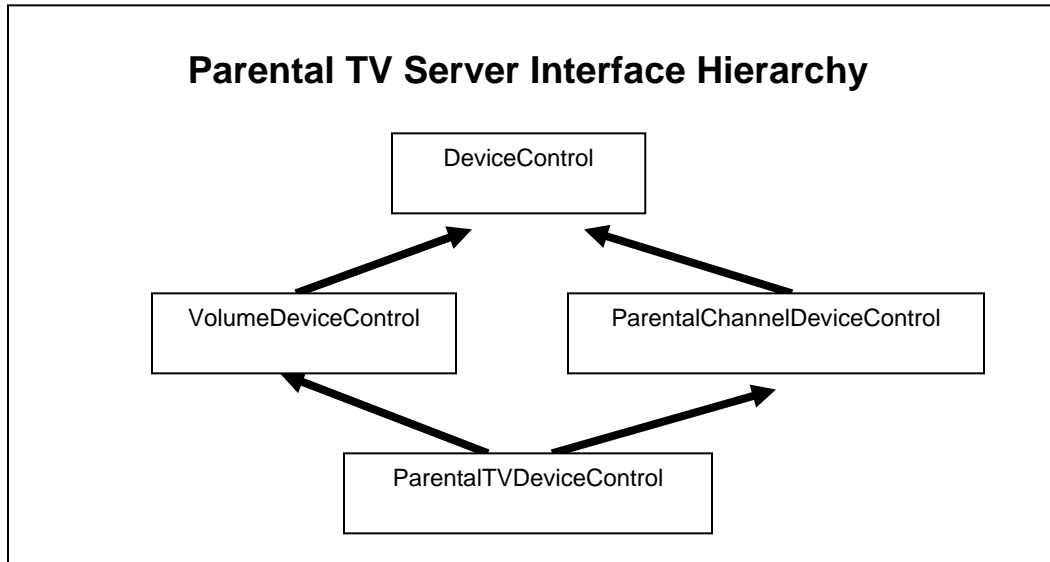 Parental TV Server Interface Hierarchy
DeviceControl
VolumeDeviceControl
ParentalChannelDeviceControl
ParentalTVDeviceControl